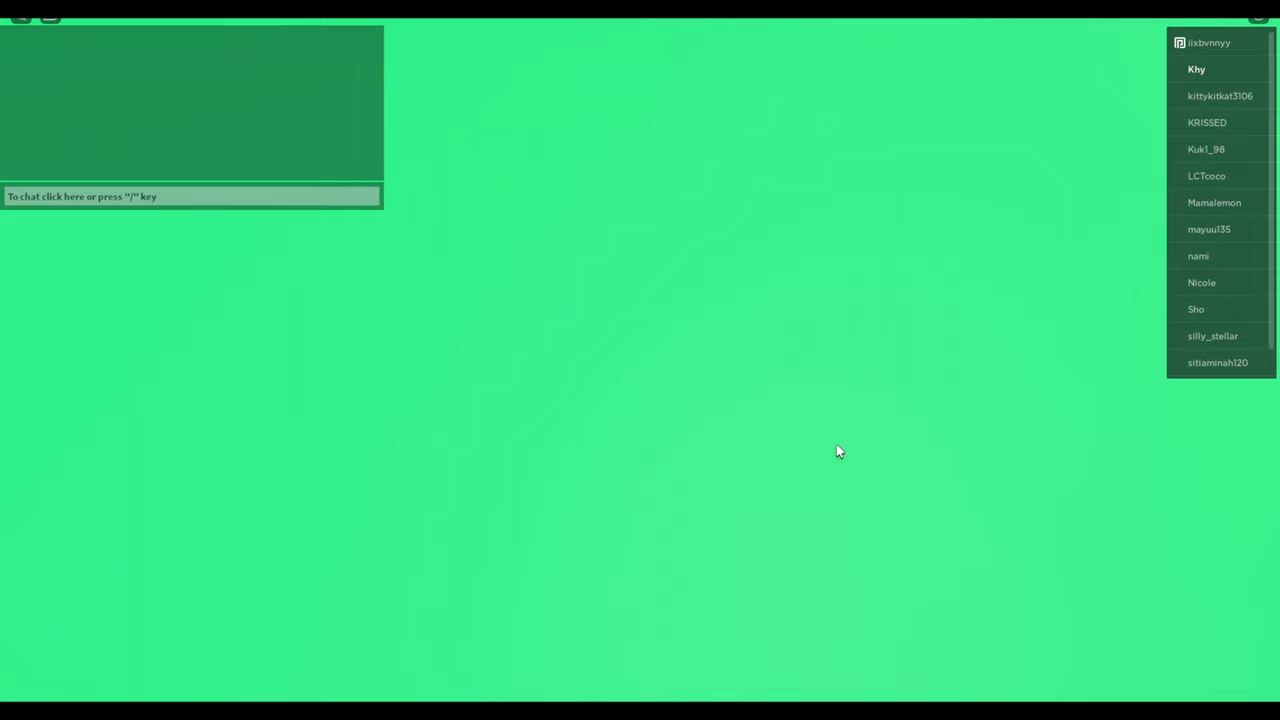 To chat click here or press "/" key
iixbvnnyy
Khy
kittykitkat3106
KRISSED
Kuk1_98
LCTcoco
Mamalemon
mayuu135
nami
Nicole
Sho
silly_stellar
sitiaminah120